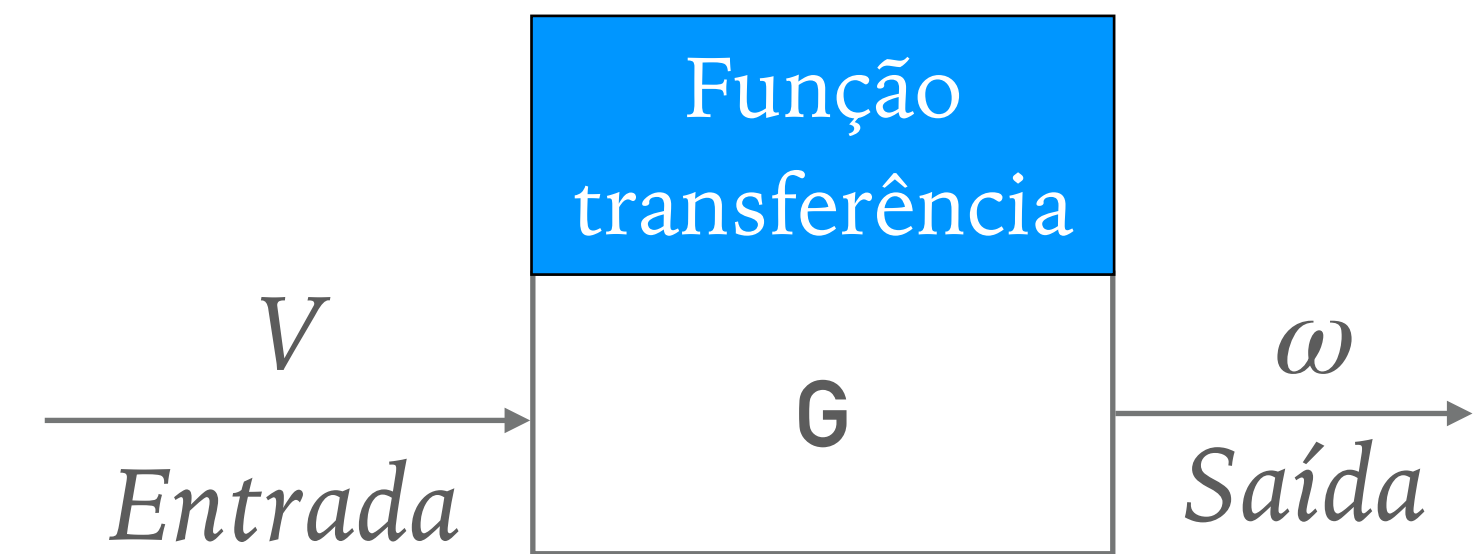 Função
transferência
V
ω
G
Entrada
Saída